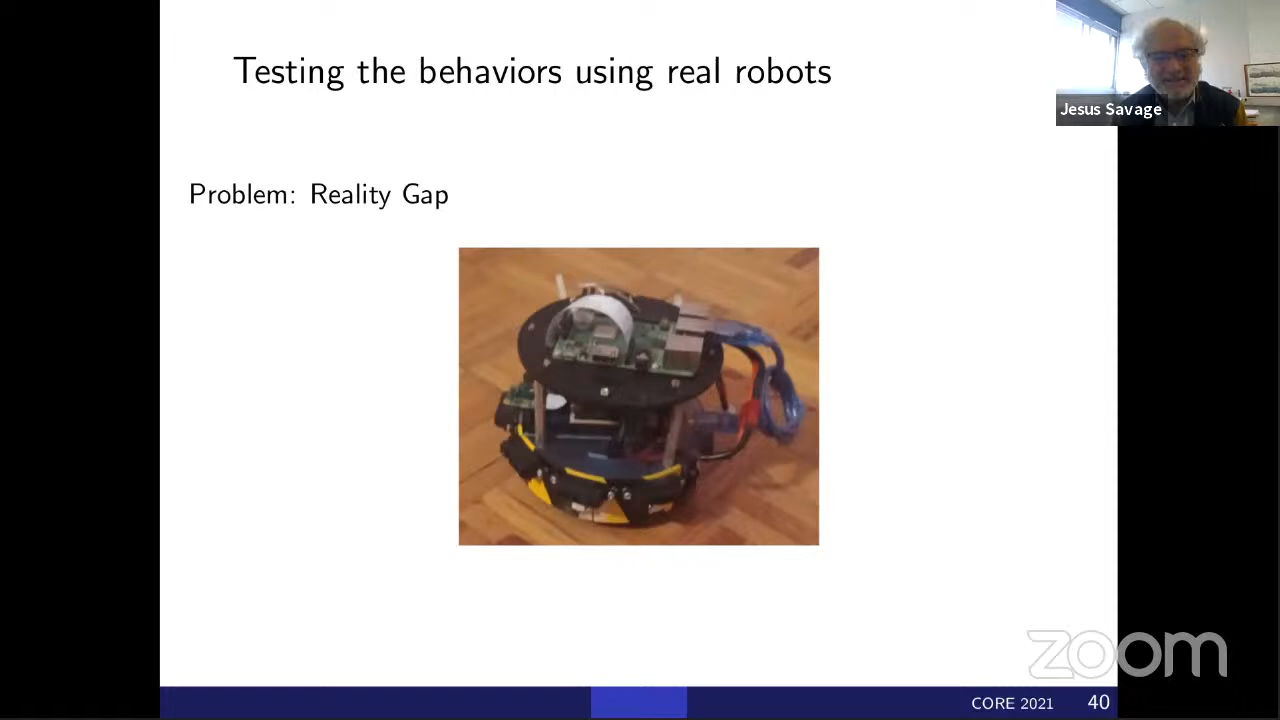 Testing the behaviors using real robots
Jesus Savage
Problem: Reality Gap
zoom
CORE 2021
40